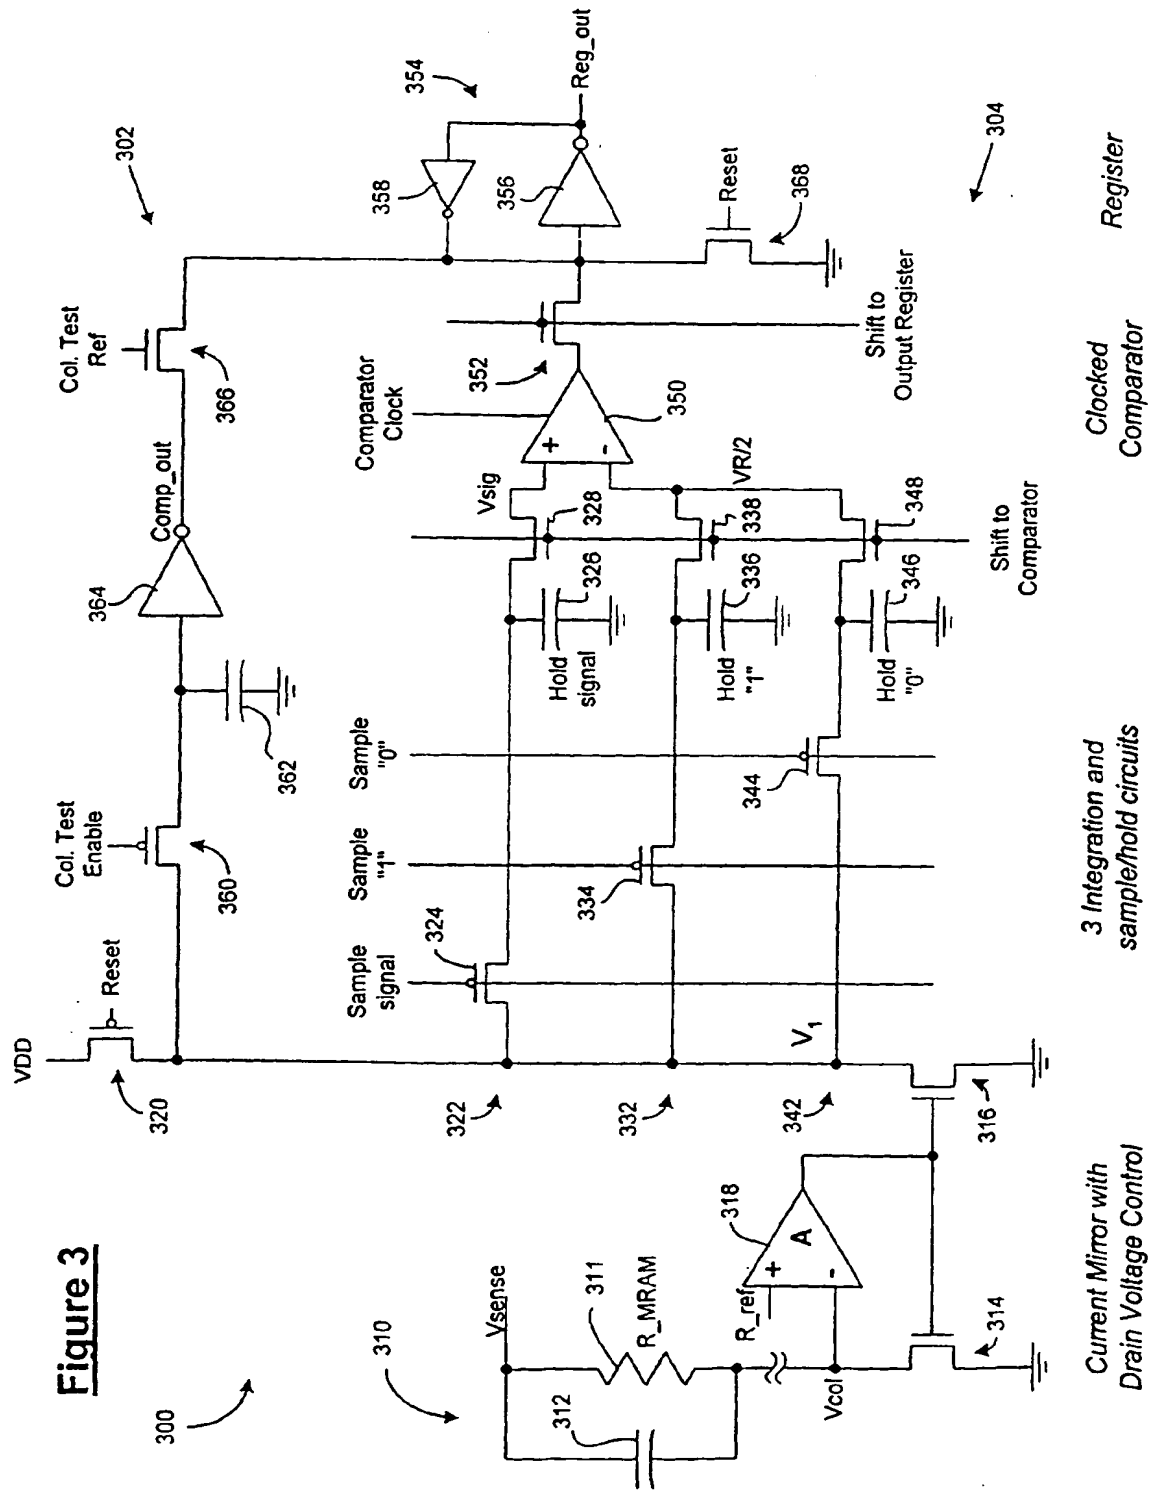 Figure 3
300
302
304
VDD
Reset
320
Col. Test
Enable
360
362
364
Comp_out
Col. Test
Ref
366
354
358
356
Reg_out
Reset
368
310
Vsense
312
311
R_MRAM
R_ref
+
-
A
318
Vcol
314
316
322
332
342
V1
Sample
signal
324
Sample
"1"
334
Sample
"0"
344
Hold
signal
326
328
Vsig
Hold
"1"
336
338
VR/2
Hold
"0"
346
348
Shift to
Comparator
Comparator
Clock
+
-
350
352
Shift to
Output Register
Current Mirror with
Drain Voltage Control
3 Integration and
sample/hold circuits
Clocked
Comparator
Register